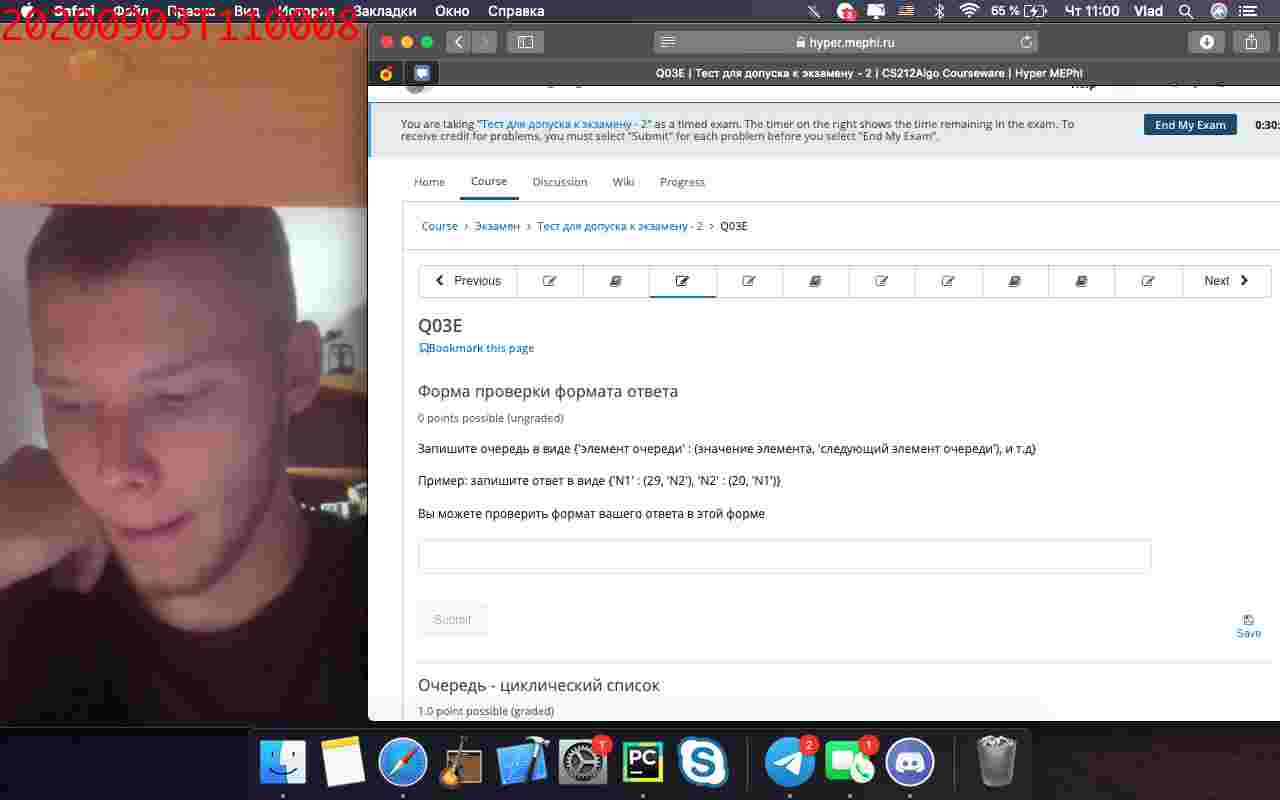 Safari Файл Правка Вид История Закладки Окно Справка 65 % Чт 11:00 Vlad
20200903T110008
hyper.mephi.ru
Q03E | Тест для допуска к экзамену - 2 | CS212Algo Courseware | Hyper MEPhI
You are taking "Тест для допуска к экзамену - 2" as a timed exam. The timer on the right shows the time remaining in the exam. To
receive credit for problems, you must select "Submit" for each problem before you select "End My Exam".
End My Exam
0:30:
Home Course Discussion Wiki Progress
Course > Экзамен > Тест для допуска к экзамену - 2 > Q03E
Previous
Next
Q03E
Bookmark this page
Форма проверки формата ответа
0 points possible (ungraded)
Запишите очередь в виде {'элемент очереди' : (значение элемента, 'следующий элемент очереди'), и т.д}
Пример: запишите ответ в виде {'N1' : (29, 'N2'), 'N2' : (20, 'N1')}
Вы можете проверить формат вашего ответа в этой форме
Submit
Save
Очередь - циклический список
1.0 point possible (graded)
1
PC
2
1